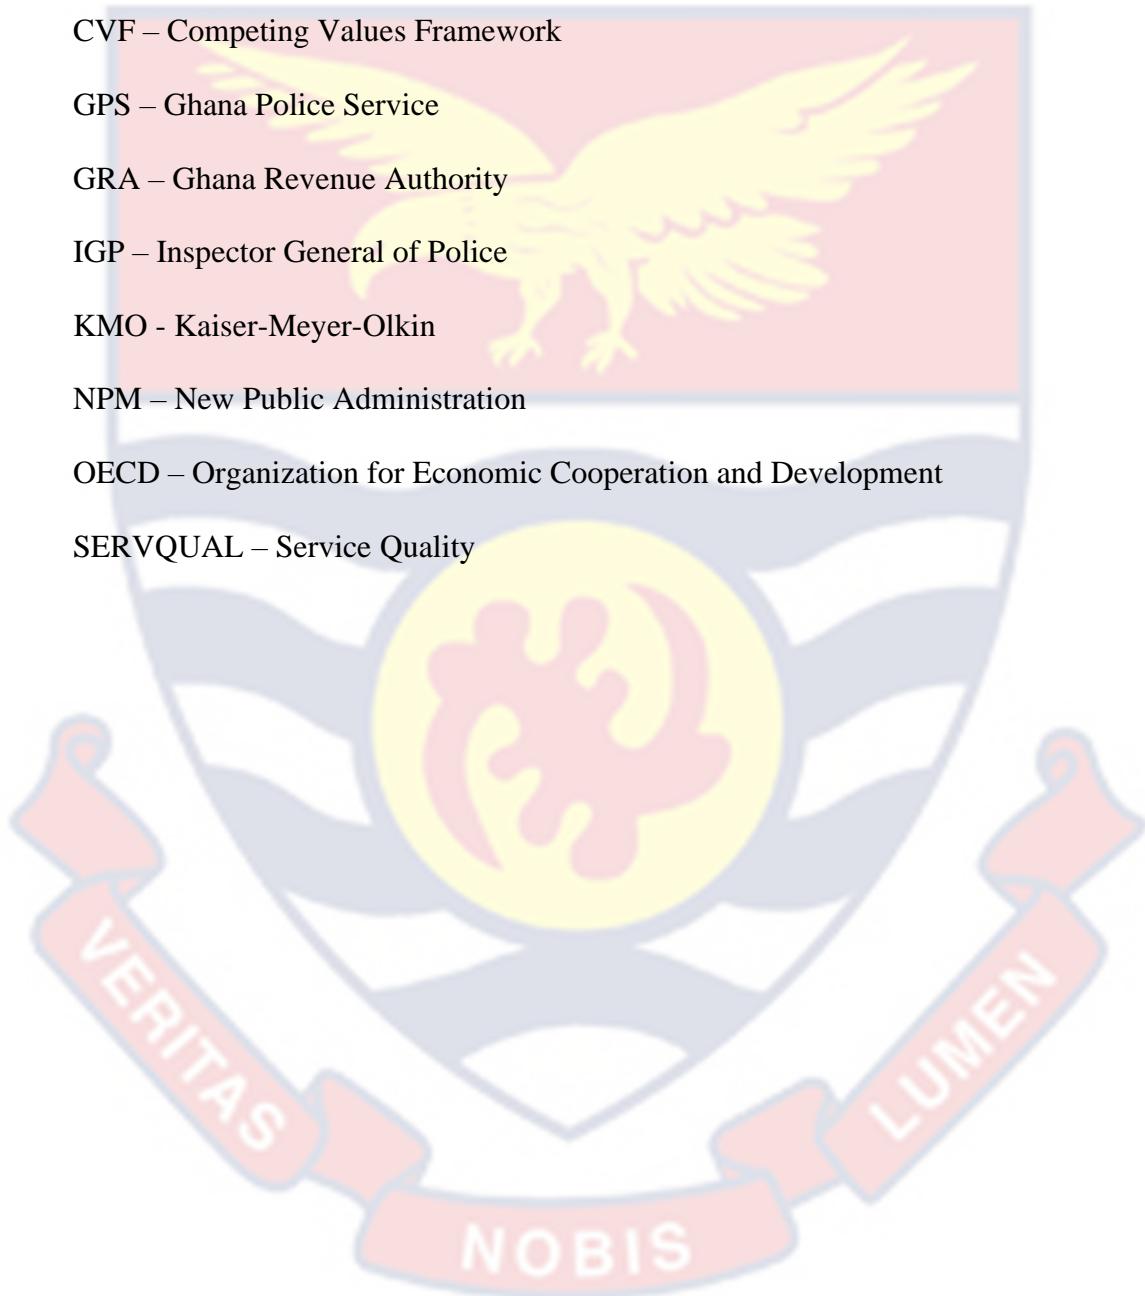 CVF – Competing Values Framework
GPS – Ghana Police Service
GRA – Ghana Revenue Authority
IGP – Inspector General of Police
KMO - Kaiser-Meyer-Olkin
NPM – New Public Administration
OECD – Organization for Economic Cooperation and Development
SERVQUAL – Service Quality
VERITAS
NOBIS
LUMEN